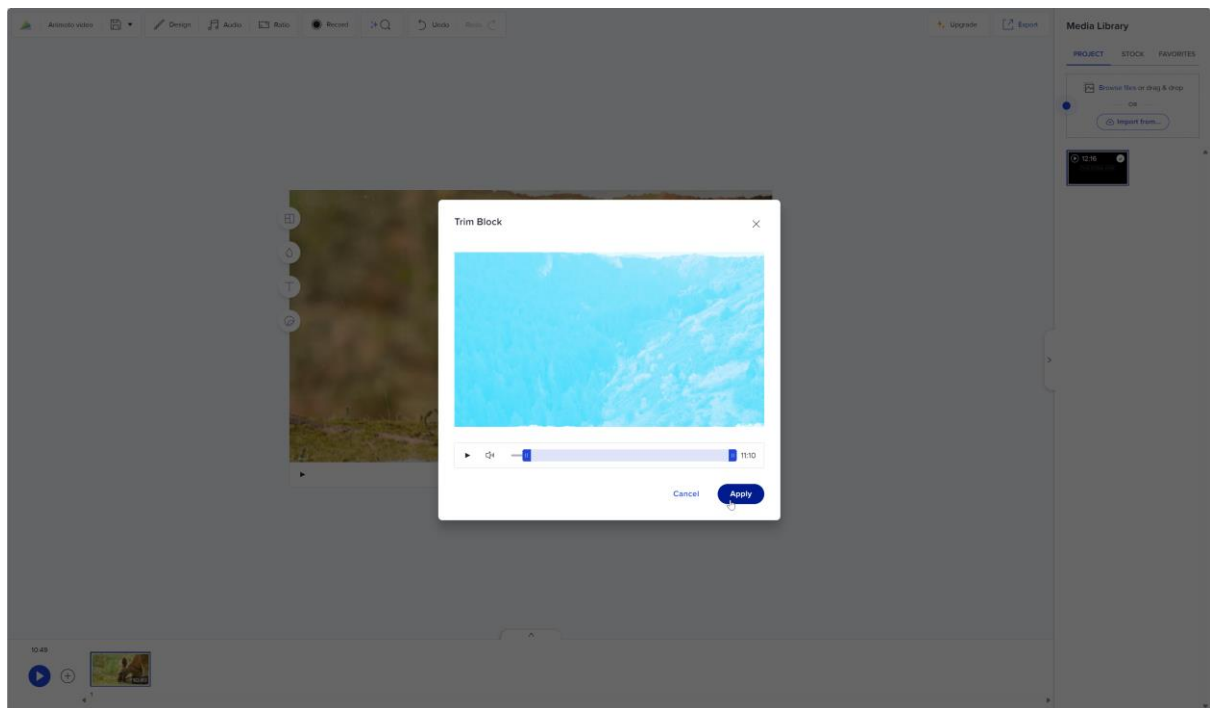 Animoto video
Design
Audio
Ratio
Record
Undo
Redo
Upgrade
Export
Media Library
PROJECT STOCK FAVORITES
Browse files or drag & drop
OR
Import from...
12:16
Trim Block
11:10
Cancel
Apply
10:49
1